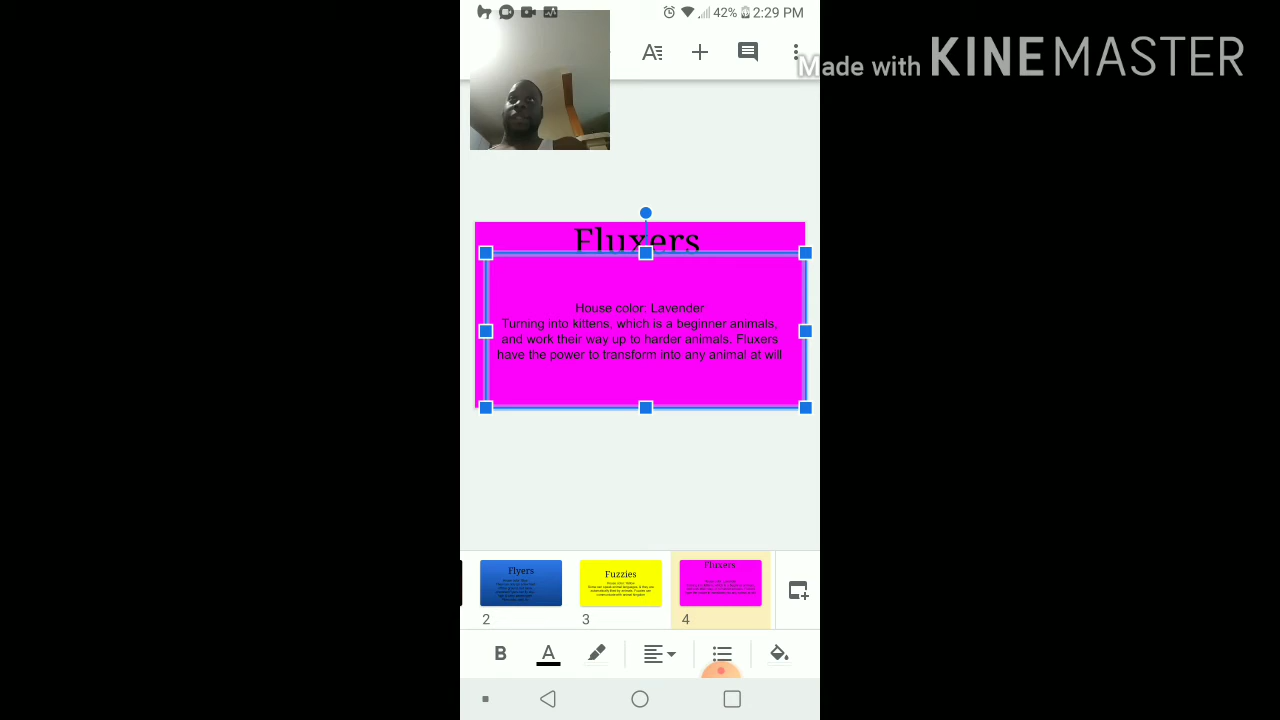 42% 2:29 PM
Made with KINEMASTER
Fluxers
House color: Lavender
Turning into kittens, which is a beginner animals,
and work their way up to harder animals. Fluxers
have the power to transform into any animal at will
Flyers
Fuzzies
Fluxers
2
3
4
B
A